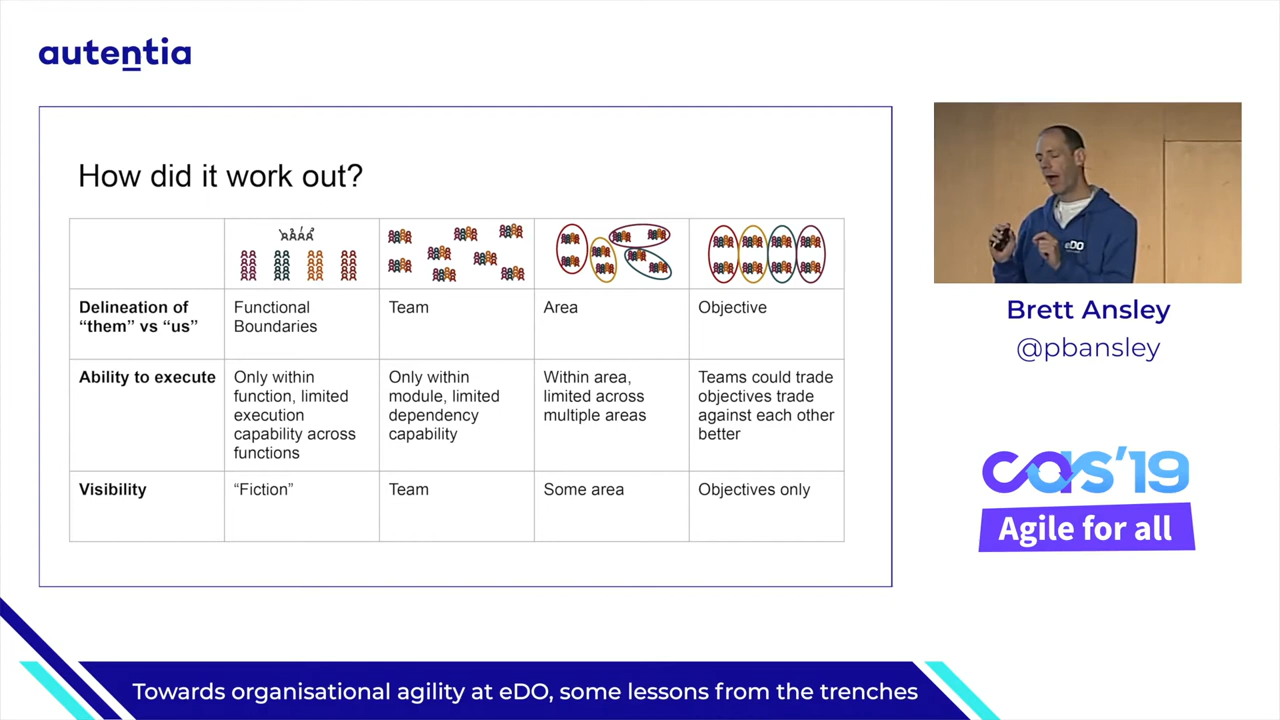 autentia
How did it work out?
Delineation of
“them” vs “us”
Functional
Boundaries
Team
Area
Objective
Ability to execute
Only within
function, limited
execution
capability across
functions
Only within
module, limited
dependency
capability
Within area,
limited across
multiple areas
Teams could trade
objectives trade
against each other
better
Visibility
“Fiction”
Team
Some area
Objectives only
eDO
Brett Ansley
@pbansley
cas'19
Agile for all
Towards organisational agility at eDO, some lessons from the trenches